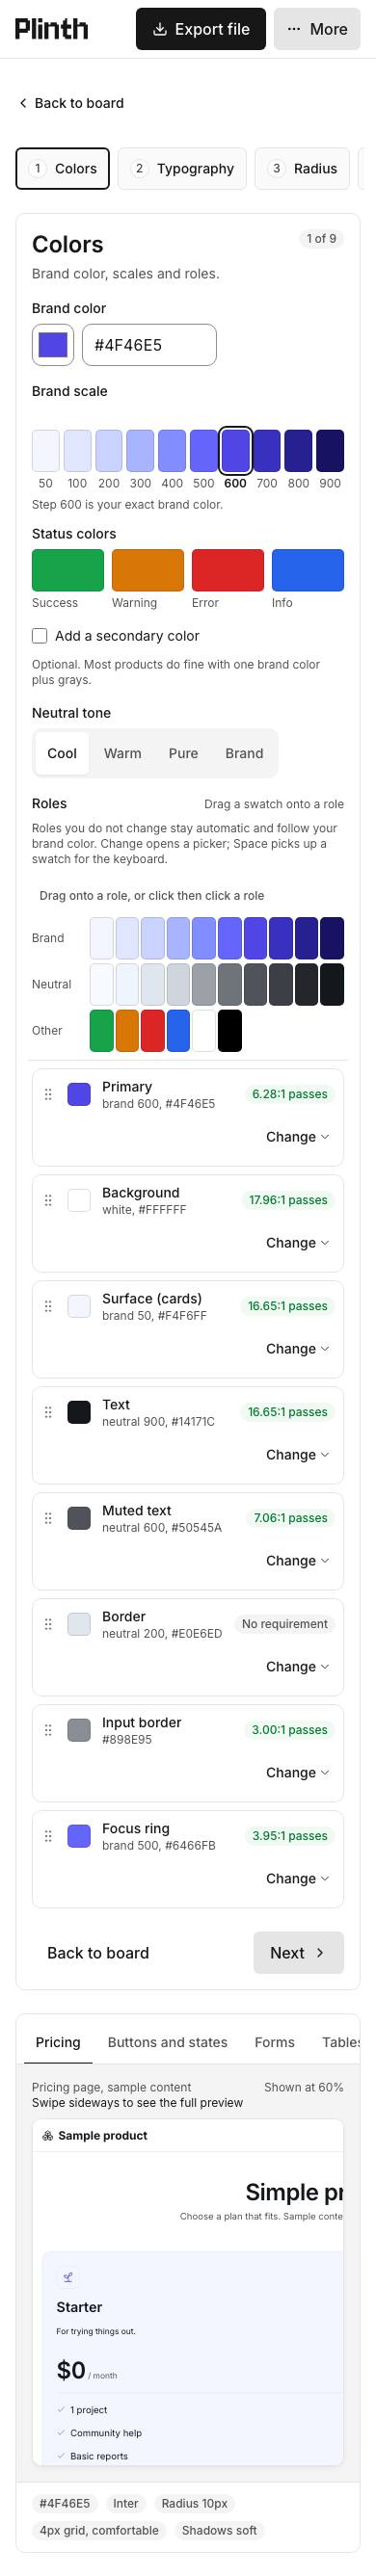 Plinth
Export file
More
Back to board
1 Colors
2 Typography
3 Radius
Colors
1 of 9
Brand color, scales and roles.
Brand color
#4F46E5
Brand scale
50 100 200 300 400 500 600 700 800 900
Step 600 is your exact brand color.
Status colors
Success Warning Error Info
Add a secondary color
Optional. Most products do fine with one brand color
plus grays.
Neutral tone
Cool Warm Pure Brand
Roles
Drag a swatch onto a role
Roles you do not change stay automatic and follow your
brand color. Change opens a picker; Space picks up a
swatch for the keyboard.
Drag onto a role, or click then click a role
Brand
Neutral
Other
Primary
brand 600, #4F46E5
6.28:1 passes
Change
Background
white, #FFFFFF
17.96:1 passes
Change
Surface (cards)
brand 50, #F4F6FF
16.65:1 passes
Change
Text
neutral 900, #14171C
16.65:1 passes
Change
Muted text
neutral 600, #50545A
7.06:1 passes
Change
Border
neutral 200, #E0E6ED
No requirement
Change
Input border
#898E95
3.00:1 passes
Change
Focus ring
brand 500, #6466FB
3.95:1 passes
Change
Back to board
Next
Pricing
Buttons and states
Forms
Tables
Pricing page, sample content
Shown at 60%
Swipe sideways to see the full preview
Sample product
Simple pr
Choose a plan that fits. Sample conte
Starter
For trying things out.
$0 / month
1 project
Community help
Basic reports
#4F46E5
Inter
Radius 10px
4px grid, comfortable
Shadows soft